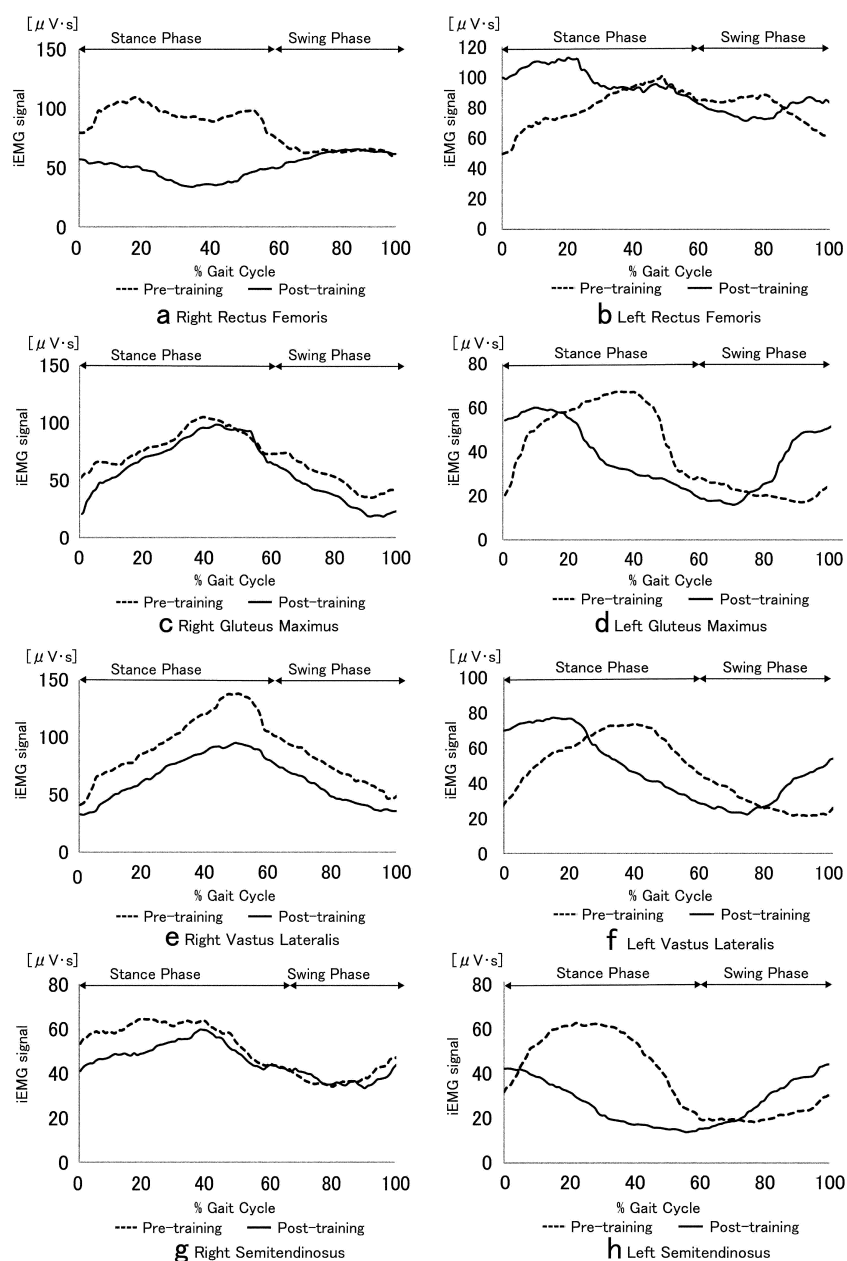 [μV·s]
Stance Phase Swing Phase
150
100
50
0
iEMG signal
0 20 40 60 80 100
% Gait Cycle
Pre-training Post-training
a Right Rectus Femoris
[μV·s]
Stance Phase Swing Phase
120
100
80
60
40
20
0
iEMG signal
0 20 40 60 80 100
% Gait Cycle
Pre-training Post-training
b Left Rectus Femoris
[μV·s]
Stance Phase Swing Phase
150
100
50
0
iEMG signal
0 20 40 60 80 100
% Gait Cycle
Pre-training Post-training
c Right Gluteus Maximus
[μV·s]
Stance Phase Swing Phase
80
60
40
20
0
iEMG signal
0 20 40 60 80 100
% Gait Cycle
Pre-training Post-training
d Left Gluteus Maximus
[μV·s]
Stance Phase Swing Phase
150
100
50
0
iEMG signal
0 20 40 60 80 100
% Gait Cycle
Pre-training Post-training
e Right Vastus Lateralis
[μV·s]
Stance Phase Swing Phase
100
80
60
40
20
0
iEMG signal
0 20 40 60 80 100
% Gait Cycle
Pre-training Post-training
f Left Vastus Lateralis
[μV·s]
Stance Phase Swing Phase
80
60
40
20
0
iEMG signal
0 20 40 60 80 100
% Gait Cycle
Pre-training Post-training
g Right Semitendinosus
[μV·s]
Stance Phase Swing Phase
80
60
40
20
0
iEMG signal
0 20 40 60 80 100
% Gait Cycle
Pre-training Post-training
h Left Semitendinosus